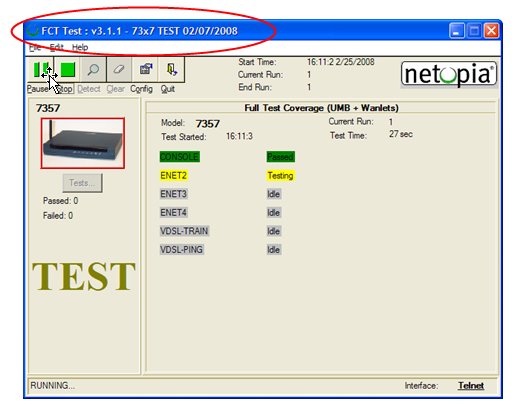 FCT Test : v3.1.1 - 73x7 TEST 02/07/2008
File Edit Help
Pause Stop Detect Clear Config Quit
Start Time: 16:11:2 2/25/2008
Current Run: 1
End Run: 1
netopia
7357
Tests...
Passed: 0
Failed: 0
TEST
Full Test Coverage (UMB + Wanlets)
Model: 7357 Current Run: 1
Test Started: 16:11:3 Test Time: 27 sec
CONSOLE Passed
ENET2 Testing
ENET3 Idle
ENET4 Idle
VDSL-TRAIN Idle
VDSL-PING Idle
RUNNING... Interface: Telnet